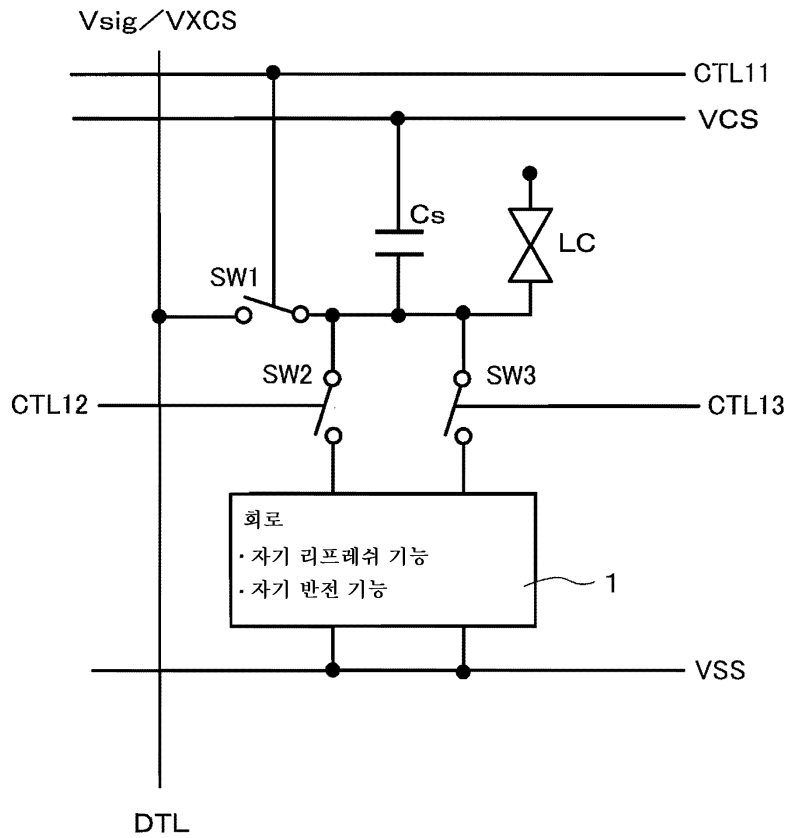 Vsig／VXCS
CTL11
VCS
Cs
LC
SW1
SW2
SW3
CTL12
CTL13
회로
· 자기 리프레쉬 기능
· 자기 반전 기능
1
VSS
DTL